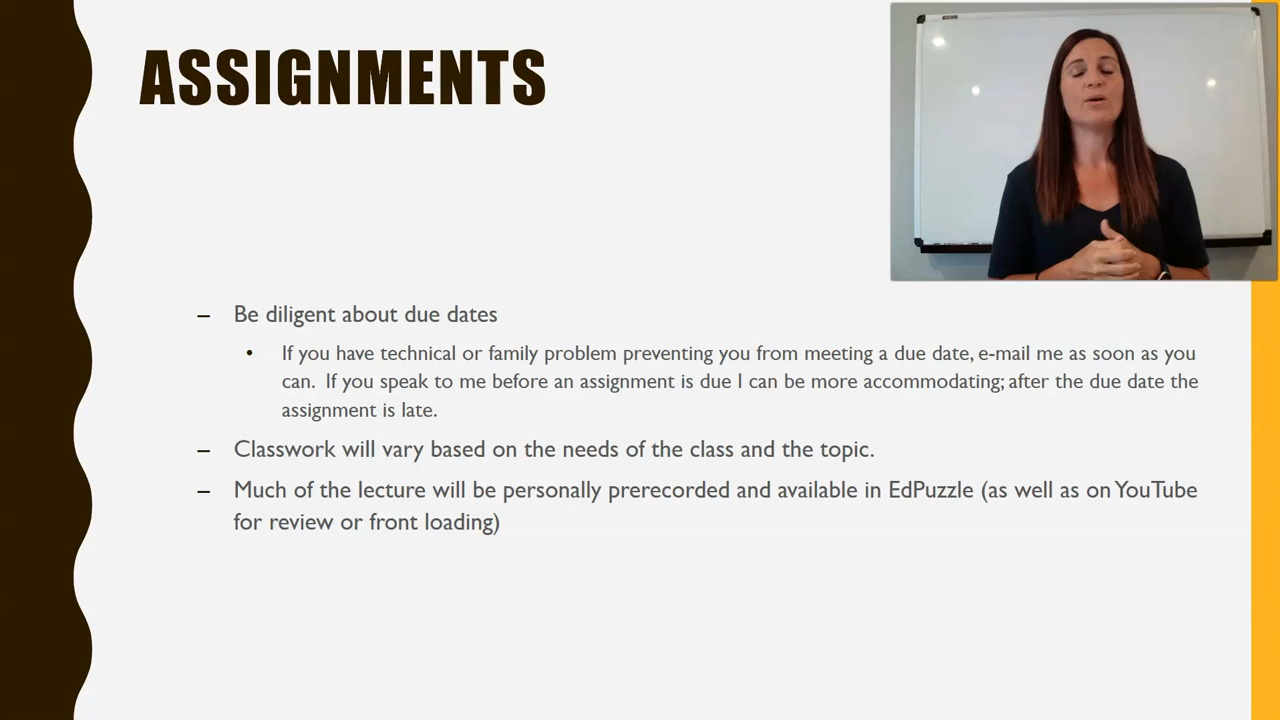 ASSIGNMENTS
– Be diligent about due dates
• If you have technical or family problem preventing you from meeting a due date, e-mail me as soon as you
can. If you speak to me before an assignment is due I can be more accommodating; after the due date the
assignment is late.
– Classwork will vary based on the needs of the class and the topic.
– Much of the lecture will be personally prerecorded and available in EdPuzzle (as well as on YouTube
for review or front loading)